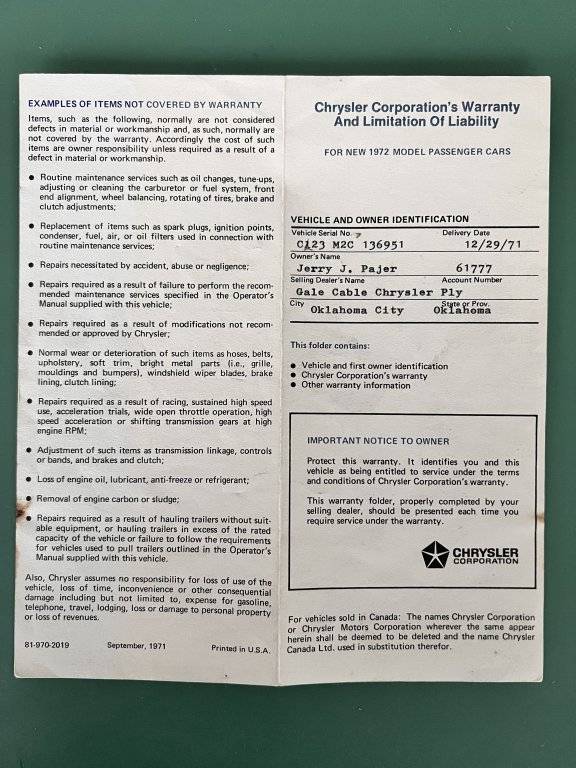 EXAMPLES OF ITEMS NOT COVERED BY WARRANTY
Items, such as the following, normally are not considered
defects in material or workmanship and, as such, normally are
not covered by the warranty. Accordingly the cost of such
items are owner responsibility unless required as a result of a
defect in material or workmanship.
● Routine maintenance services such as oil changes, tune-ups,
adjusting or cleaning the carburetor or fuel system, front
end alignment, wheel balancing, rotating of tires, brake and
clutch adjustments;
● Replacement of items such as spark plugs, ignition points,
condenser, fuel, air, or oil filters used in connection with
routine maintenance services;
● Repairs necessitated by accident, abuse or negligence;
● Repairs required as a result of failure to perform the recom-
mended maintenance services specified in the Operator's
Manual supplied with this vehicle;
● Repairs required as a result of modifications not recom-
mended or approved by Chrysler;
● Normal wear or deterioration of such items as hoses, belts,
upholstery, soft trim, bright metal parts (i.e., grille,
mouldings and bumpers), windshield wiper blades, brake
lining, clutch lining;
● Repairs required as a result of racing, sustained high speed
use, acceleration trials, wide open throttle operation, high
speed acceleration or shifting transmission gears at high
engine RPM;
● Adjustment of such items as transmission linkage, controls
or bands, and brakes and clutch;
● Loss of engine oil, lubricant, anti-freeze or refrigerant;
● Removal of engine carbon or sludge;
● Repairs required as a result of hauling trailers without suit-
able equipment, or hauling trailers in excess of the rated
capacity of the vehicle or failure to follow the requirements
for vehicles used to pull trailers outlined in the Operator's
Manual supplied with this vehicle.
Also, Chrysler assumes no responsibility for loss of use of the
vehicle, loss of time, inconvenience or other consequential
damage including but not limited to, expense for gasoline,
telephone, travel, lodging, loss or damage to personal property
or loss of revenues.
81-970-2019 September, 1971 Printed in U.S.A.
Chrysler Corporation's Warranty
And Limitation Of Liability
FOR NEW 1972 MODEL PASSENGER CARS
VEHICLE AND OWNER IDENTIFICATION
Vehicle Serial No. Delivery Date
C123 M2C 136951 12/29/71
Owner's Name
Jerry J. Pajer 61777
Selling Dealer's Name Account Number
Gale Cable Chrysler Ply
City State or Prov.
Oklahoma City Oklahoma
This folder contains:
● Vehicle and first owner identification
● Chrysler Corporation's warranty
● Other warranty information
IMPORTANT NOTICE TO OWNER
Protect this warranty. It identifies you and this
vehicle as being entitled to service under the terms
and conditions of Chrysler Corporation's warranty.
This warranty folder, properly completed by your
selling dealer, should be presented each time you
require service under the warranty.
CHRYSLER
CORPORATION
For vehicles sold in Canada: The names Chrysler Corporation
or Chrysler Motors Corporation wherever the same appear
herein shall be deemed to be deleted and the name Chrysler
Canada Ltd. used in substitution therefor.